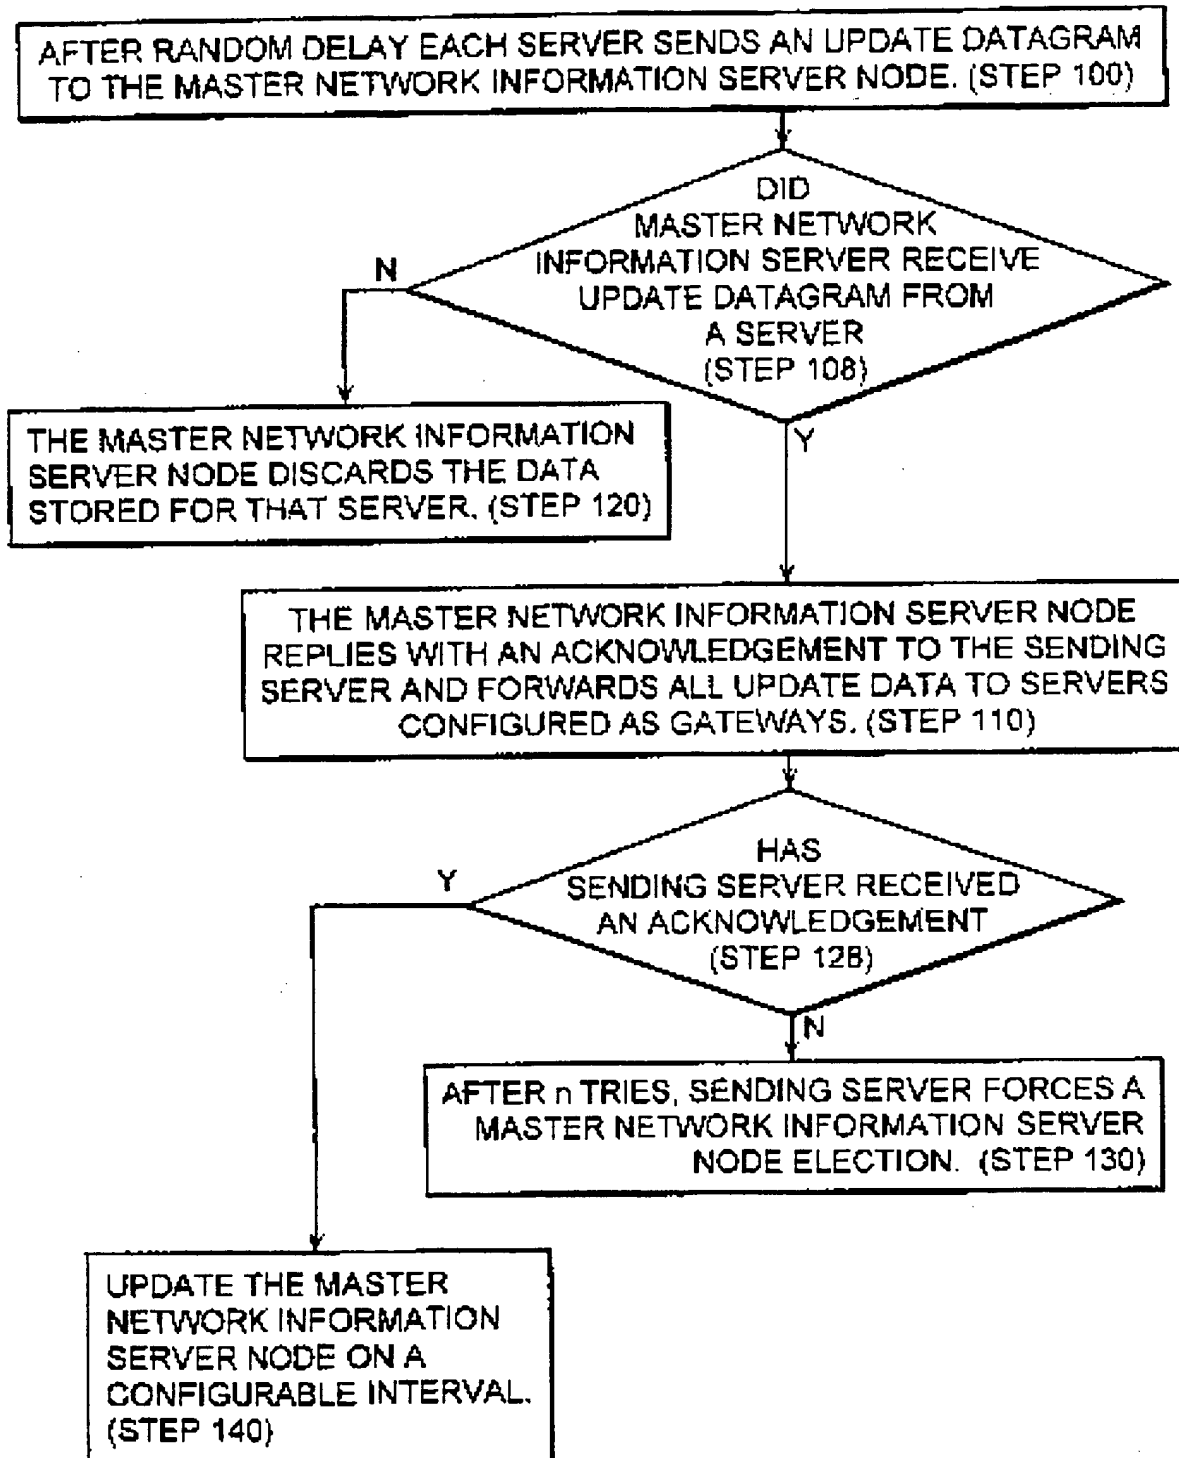 AFTER RANDOM DELAY EACH SERVER SENDS AN UPDATE DATAGRAM
TO THE MASTER NETWORK INFORMATION SERVER NODE. (STEP 100)
DID
MASTER NETWORK
INFORMATION SERVER RECEIVE
UPDATE DATAGRAM FROM
A SERVER
(STEP 108)
N
Y
THE MASTER NETWORK INFORMATION
SERVER NODE DISCARDS THE DATA
STORED FOR THAT SERVER. (STEP 120)
THE MASTER NETWORK INFORMATION SERVER NODE
REPLIES WITH AN ACKNOWLEDGEMENT TO THE SENDING
SERVER AND FORWARDS ALL UPDATE DATA TO SERVERS
CONFIGURED AS GATEWAYS. (STEP 110)
HAS
SENDING SERVER RECEIVED
AN ACKNOWLEDGEMENT
(STEP 128)
Y
N
AFTER n TRIES, SENDING SERVER FORCES A
MASTER NETWORK INFORMATION SERVER
NODE ELECTION. (STEP 130)
UPDATE THE MASTER
NETWORK INFORMATION
SERVER NODE ON A
CONFIGURABLE INTERVAL.
(STEP 140)